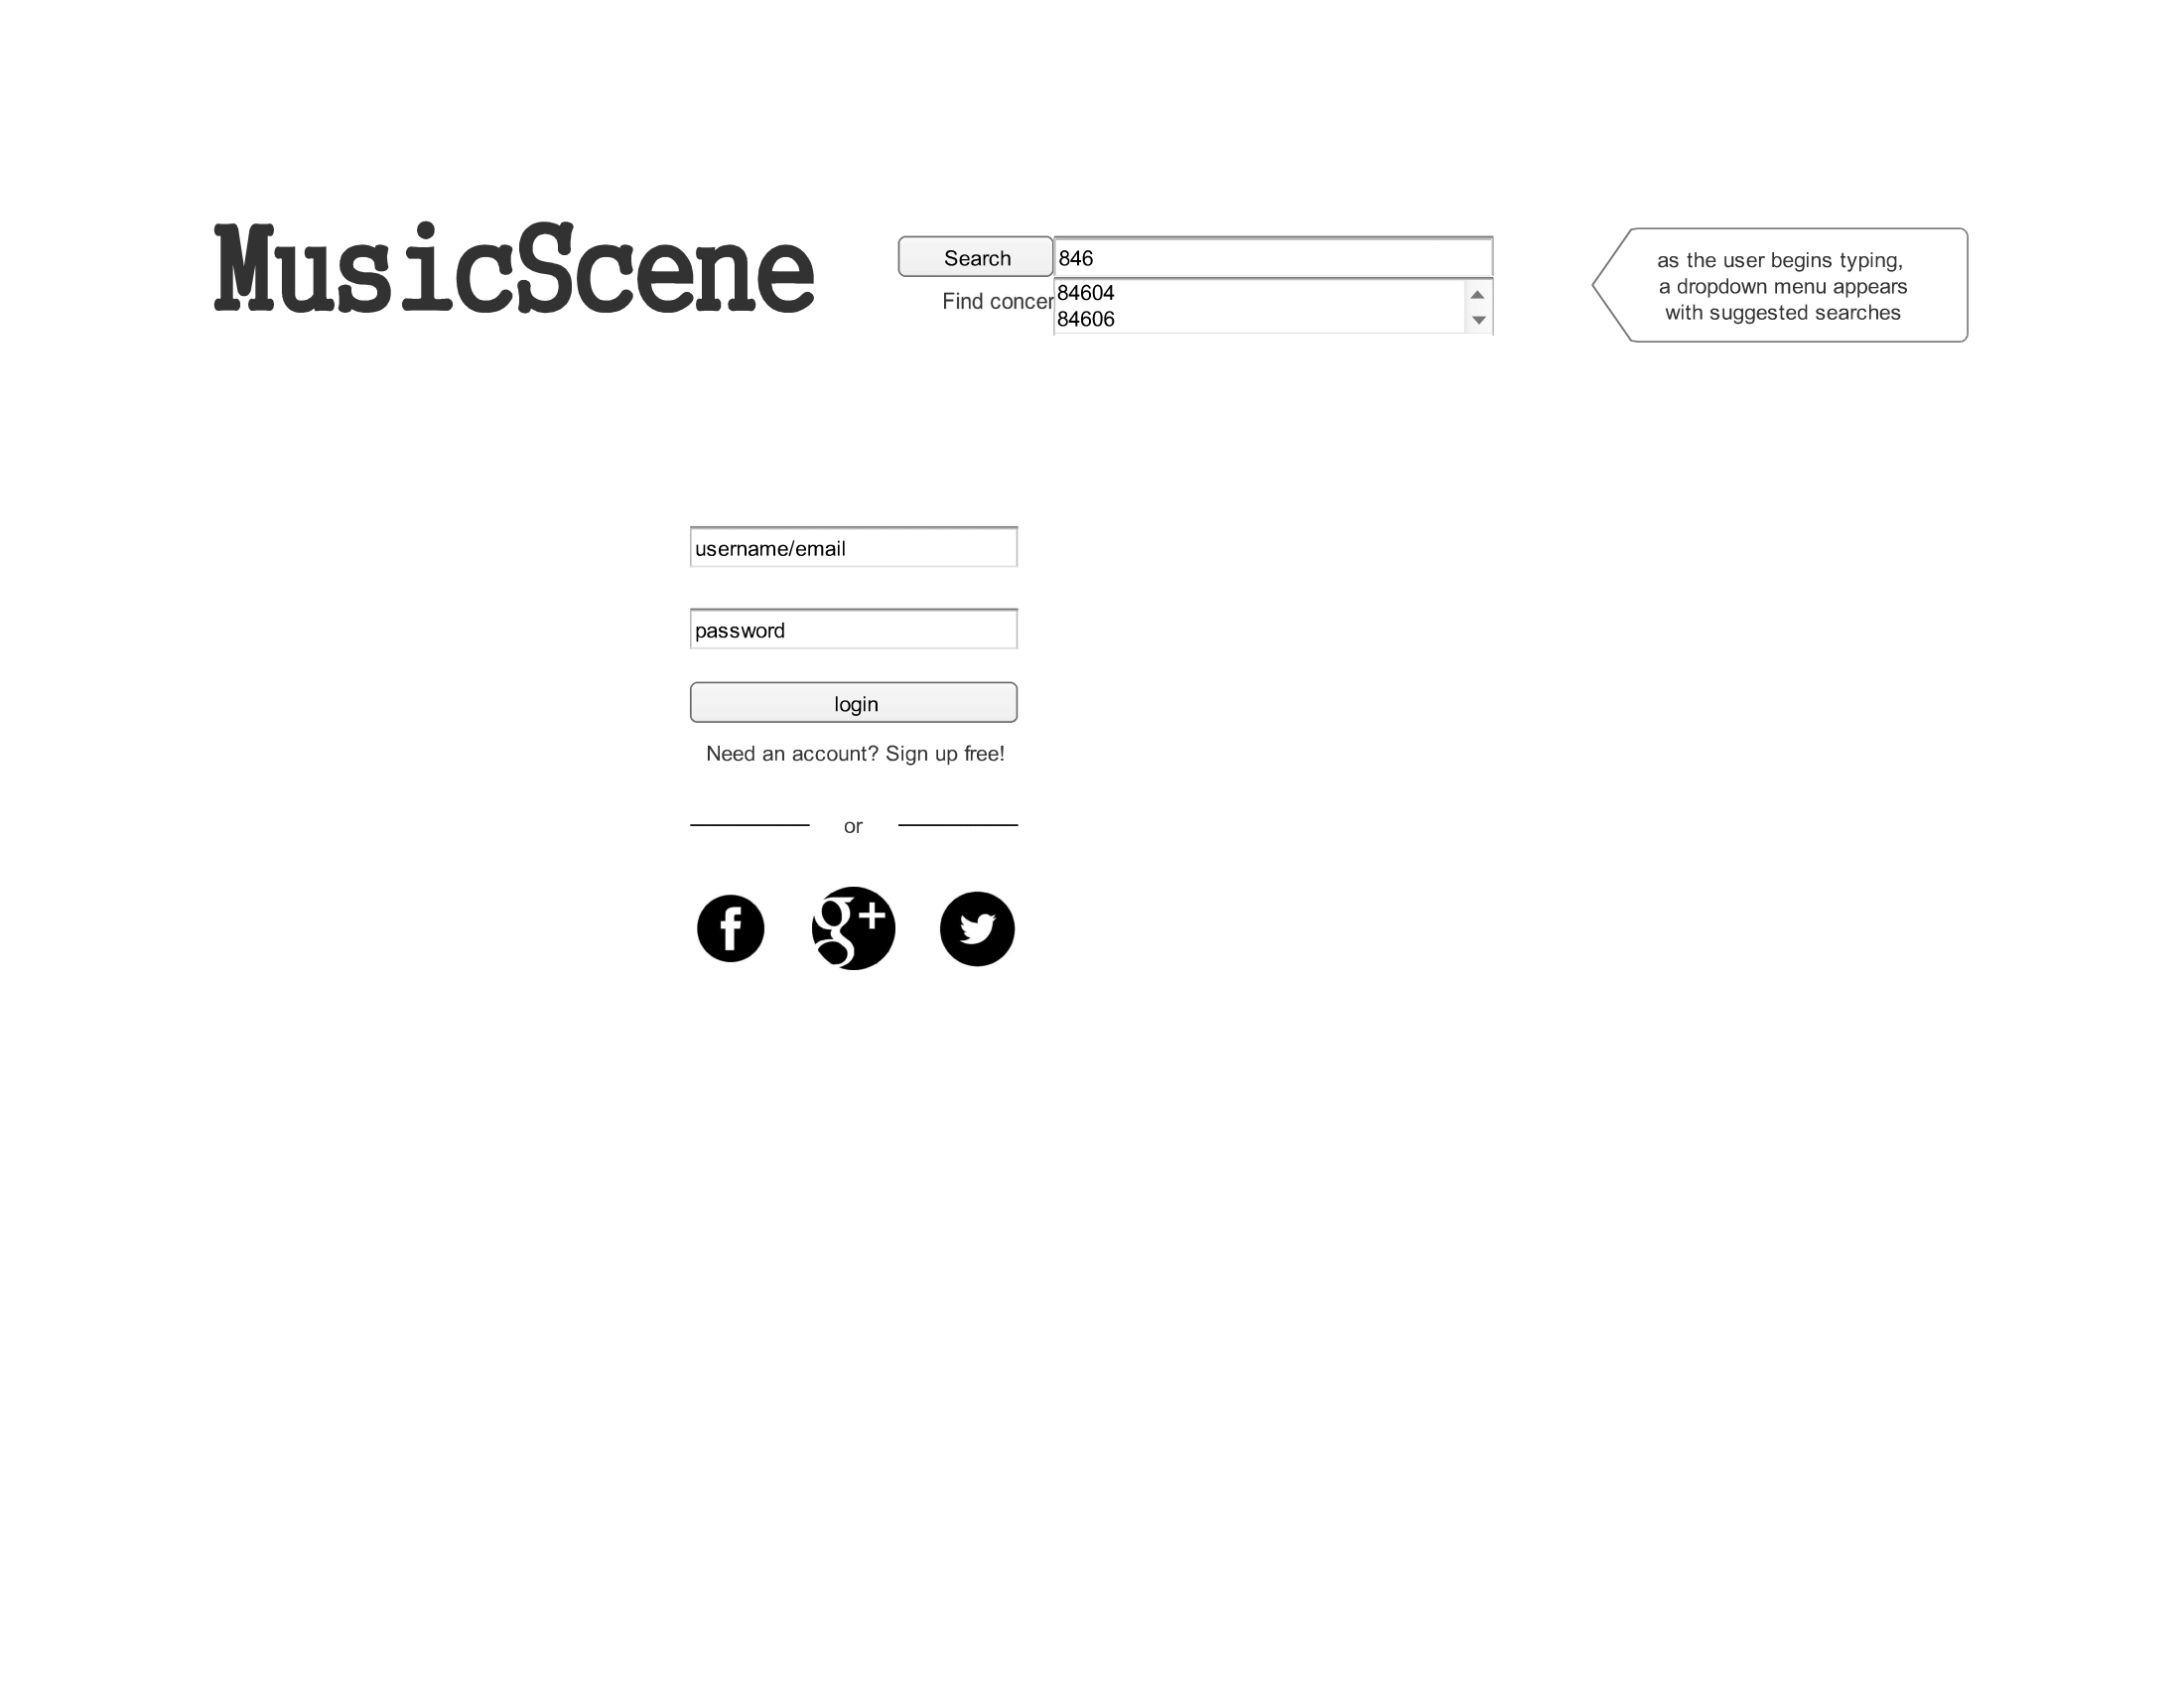 MusicScene
Search
846
84604
84606
Find concer
as the user begins typing,
a dropdown menu appears
with suggested searches
username/email
password
login
Need an account? Sign up free!
or
f
g+